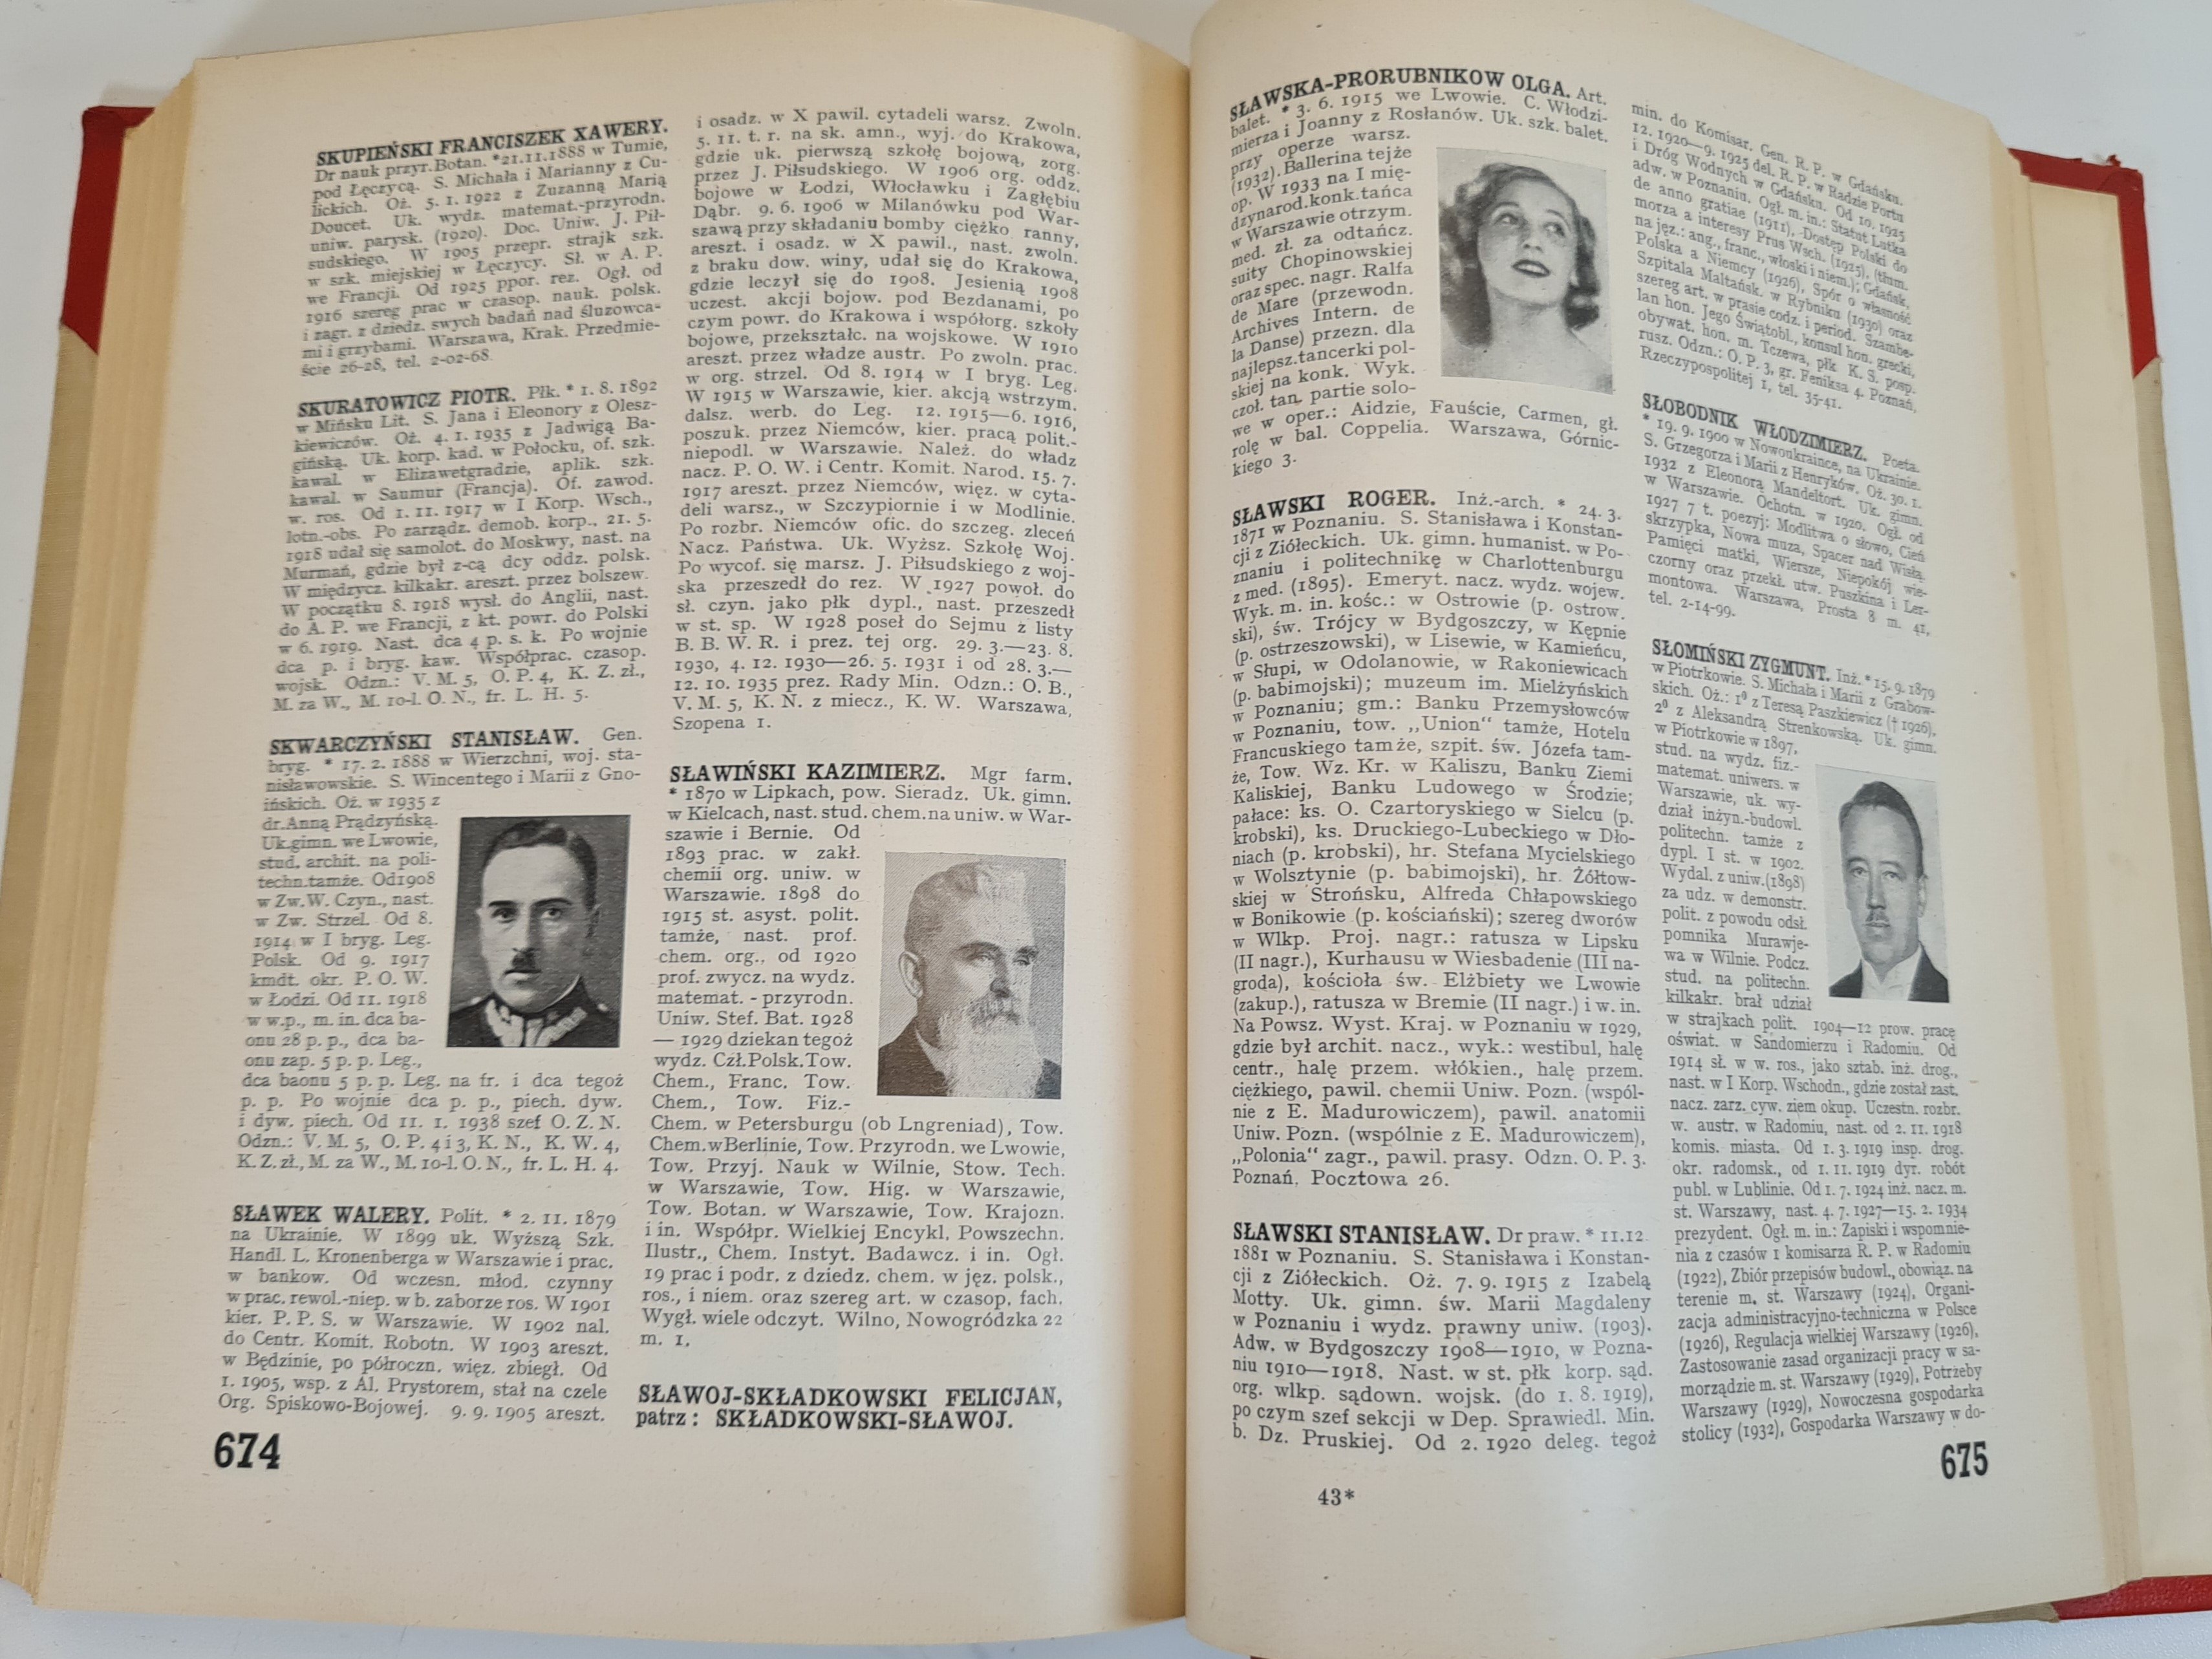 SKUPIEŃSKI FRANCISZEK XAWERY.
Dr nauk przyr. Botan. *21.11.1888 w Tumie,
pod Łęczycą. S. Michała i Marianny z Cu-
lickich. Oż. 5. 1. 1922 z Zuzanną Marią
Doucet. Uk. wydz. matemat.-przyrodn.
uniw. parysk. (1920). Doc. Uniw. J. Pił-
sudskiego. W 1905 przepr. strajk szk.
w szk. miejskiej w Łęczycy. Sł. w A. P.
we Francji. Od 1925 ppor. rez. Ogł. od
1916 szereg prac w czasop. nauk. polsk.
i zagr. z dziedz. swych badań nad śluzowca-
mi i grzybami. Warszawa, Krak. Przedmie-
ście 26-28, tel. 2-02-68.
SKURATOWICZ PIOTR. Płk. * 1. 8. 1892
w Mińsku Lit. S. Jana i Eleonory z Olesz-
kiewiczów. Oż. 4. 1. 1935 z Jadwigą Ba-
gińską. Uk. korp. kad. w Połocku, of. szk.
kawal. w Elizawetgradzie, aplik. szk.
kawal. w Saumur (Francja). Of. zawod.
w. ros. Od 1. 11. 1917 w I Korp. Wsch.,
lotn.-obs. Po zarządz. demob. korp., 21. 5.
1918 udał się samolot. do Moskwy, nast. na
Murmań, gdzie był z-cą dcy oddz. polsk.
W międzycz. kilkakr. areszt. przez bolszew.
W początku 8. 1918 wysł. do Anglii, nast.
do A. P. we Francji, z kt. powr. do Polski
w 6. 1919. Nast. dca 4 p. s. k. Po wojnie
dca p. i bryg. kaw. Współprac. czasop.
wojsk. Odzn.: V. M. 5, O. P. 4, K. Z. zł.,
M. za W., M. 10-l. O. N., fr. L. H. 5.
SKWARCZYŃSKI STANISŁAW. Gen.
bryg. * 17. 2. 1888 w Wierzchni, woj. sta-
nisławowskie. S. Wincentego i Marii z Gno-
ińskich. Oż. w 1935 z
dr. Anną Prądzyńską.
Uk. gimn. we Lwowie,
stud. archit. na poli-
techn. tamże. Od 1908
w Zw. W. Czyn., nast.
w Zw. Strzel. Od 8.
1914 w I bryg. Leg.
Polsk. Od 9. 1917
kmdt. okr. P. O. W.
w Łodzi. Od 11. 1918
w w.p., m. in. dca ba-
onu 28 p. p., dca ba-
onu zap. 5 p. p. Leg.,
dca baonu 5 p. p. Leg. na fr. i dca tegoż
p. p. Po wojnie dca p. p., piech. dyw.
i dyw. piech. Od 11. 1. 1938 szef O. Z. N.
Odzn.: V. M. 5, O. P. 4 i 3, K. N., K. W. 4,
K. Z. zł., M. za W., M. 10-l. O. N., fr. L. H. 4.
SŁAWEK WALERY. Polit. * 2. 11. 1879
na Ukrainie. W 1899 uk. Wyższą Szk.
Handl. L. Kronenberga w Warszawie i prac.
w bankow. Od wczesn. młod. czynny
w prac. rewol.-niep. w b. zaborze ros. W 1901
kier. P. P. S. w Warszawie. W 1902 nal.
do Centr. Komit. Robotn. W 1903 areszt.
w Będzinie, po półroczn. więz. zbiegł. Od
1. 1905, wsp. z Al. Prystorem, stał na czele
Org. Spiskowo-Bojowej. 9. 9. 1905 areszt.
674
i osadz. w X pawil. cytadeli warsz. Zwoln.
5. 11. t. r. na sk. amn., wyj. do Krakowa,
gdzie uk. pierwszą szkołę bojową, zorg.
przez J. Piłsudskiego. W 1906 org. oddz.
bojowe w Łodzi, Włocławku i Zagłębiu
Dąbr. 9. 6. 1906 w Milanówku pod War-
szawą przy składaniu bomby ciężko ranny,
areszt. i osadz. w X pawil., nast. zwoln.
z braku dow. winy, udał się do Krakowa,
gdzie leczył się do 1908. Jesienią 1908
uczest. akcji bojow. pod Bezdanami, po
czym powr. do Krakowa i współorg. szkoły
bojowe, przekształc. na wojskowe. W 1910
areszt. przez władze austr. Po zwoln. prac.
w org. strzel. Od 8. 1914 w I bryg. Leg.
W 1915 w Warszawie, kier. akcją wstrzym.
dalsz. werb. do Leg. 12. 1915—6. 1916,
poszuk. przez Niemców, kier. pracą polit.-
niepodl. w Warszawie. Należ. do władz
nacz. P. O. W. i Centr. Komit. Narod. 15. 7.
1917 areszt. przez Niemców, więz. w cyta-
deli warsz., w Szczypiornie i w Modlinie.
Po rozbr. Niemców ofic. do szczeg. zleceń
Nacz. Państwa. Uk. Wyższ. Szkołę Woj.
Po wycof. się marsz. J. Piłsudskiego z woj-
ska przeszedł do rez. W 1927 powoł. do
sł. czyn. jako płk dypl., nast. przeszedł
w st. sp. W 1928 poseł do Sejmu z listy
B. B. W. R. i prez. tej org. 29. 3.—23. 8.
1930, 4. 12. 1930—26. 5. 1931 i od 28. 3.—
12. 10. 1935 prez. Rady Min. Odzn.: O. B.,
V. M. 5, K. N. z miecz., K. W. Warszawa,
Szopena 1.
SŁAWIŃSKI KAZIMIERZ. Mgr farm.
* 1870 w Lipkach, pow. Sieradz. Uk. gimn.
w Kielcach, nast. stud. chem. na uniw. w War-
szawie i Bernie. Od
1893 prac. w zakł.
chemii org. uniw. w
Warszawie. 1898 do
1915 st. asyst. polit.
tamże, nast. prof.
chem. org., od 1920
prof. zwycz. na wydz.
matemat. - przyrodn.
Uniw. Stef. Bat. 1928
— 1929 dziekan tegoż
wydz. Czł. Polsk. Tow.
Chem., Franc. Tow.
Chem., Tow. Fiz.-
Chem. w Petersburgu (ob Lngreniad), Tow.
Chem. w Berlinie, Tow. Przyrodn. we Lwowie,
Tow. Przyj. Nauk w Wilnie, Stow. Tech.
w Warszawie, Tow. Hig. w Warszawie,
Tow. Botan. w Warszawie, Tow. Krajozn.
i in. Współpr. Wielkiej Encykl. Powszechn.
Ilustr., Chem. Instyt. Badawcz. i in. Ogł.
19 prac i podr. z dziedz. chem. w jęz. polsk.,
ros., i niem. oraz szereg art. w czasop. fach.
Wygł. wiele odczyt. Wilno, Nowogródzka 22
m. 1.
SŁAWOJ-SKŁADKOWSKI FELICJAN,
patrz: SKŁADKOWSKI-SŁAWOJ.
SŁAWSKA-PRORUBNIKOW OLGA. Art.
balet. * 3. 6. 1915 we Lwowie. C. Włodzi-
mierza i Joanny z Rosłanów. Uk. szk. balet.
przy operze warsz.
(1932). Ballerina tejże
op. W 1933 na I mię-
dzynarod. konk. tańca
w Warszawie otrzym.
med. zł. za odtańcz.
suity Chopinowskiej
oraz spec. nagr. Ralfa
de Mare (przewodn.
Archives Intern. de
la Danse) przezn. dla
najlepsz. tancerki pol-
skiej na konk. Wyk.
czoł. tan. partie solo-
we w oper.: Aidzie, Fauście, Carmen, gł.
rolę w bal. Coppelia. Warszawa, Górnic-
kiego 3.
SŁAWSKI ROGER. Inż.-arch. * 24. 3.
1871 w Poznaniu. S. Stanisława i Konstan-
cji z Ziółeckich. Uk. gimn. humanist. w Po-
znaniu i politechnikę w Charlottenburgu
z med. (1895). Emeryt. nacz. wydz. wojew.
Wyk. m. in. kośc.: w Ostrowie (p. ostrow.
ski), św. Trójcy w Bydgoszczy, w Kępnie
(p. ostrzeszowski), w Lisewie, w Kamieńcu,
w Słupi, w Odolanowie, w Rakoniewicach
(p. babimojski); muzeum im. Mielżyńskich
w Poznaniu; gm.: Banku Przemysłowców
w Poznaniu, tow. „Union“ tamże, Hotelu
Francuskiego tamże, szpit. św. Józefa tam-
że, Tow. Wz. Kr. w Kaliszu, Banku Ziemi
Kaliskiej, Banku Ludowego w Środzie;
pałace: ks. O. Czartoryskiego w Sielcu (p.
krobski), ks. Druckiego-Lubeckiego w Dło-
niach (p. krobski), hr. Stefana Mycielskiego
w Wolsztynie (p. babimojski), hr. Żółtow-
skiej w Strońsku, Alfreda Chłapowskiego
w Bonikowie (p. kościański); szereg dworów
w Wlkp. Proj. nagr.: ratusza w Lipsku
(II nagr.), Kurhausu w Wiesbadenie (III na-
groda), kościoła św. Elżbiety we Lwowie
(zakup.), ratusza w Bremie (II nagr.) i w. in.
Na Powsz. Wyst. Kraj. w Poznaniu w 1929,
gdzie był archit. nacz., wyk.: westibul, halę
centr., halę przem. włókien., halę przem.
ciężkiego, pawil. chemii Uniw. Pozn. (wspól-
nie z E. Madurowiczem), pawil. anatomii
Uniw. Pozn. (wspólnie z E. Madurowiczem),
„Polonia“ zagr., pawil. prasy. Odzn. O. P. 3.
Poznań, Pocztowa 26.
SŁAWSKI STANISŁAW. Dr praw. * 11.12.
1881 w Poznaniu. S. Stanisława i Konstan-
cji z Ziółeckich. Oż. 7. 9. 1915 z Izabelą
Motty. Uk. gimn. św. Marii Magdaleny
w Poznaniu i wydz. prawny uniw. (1903).
Adw. w Bydgoszczy 1908—1910, w Pozna-
niu 1910—1918. Nast. w st. płk korp. sąd.
org. wlkp. sądown. wojsk. (do 1. 8. 1919),
po czym szef sekcji w Dep. Sprawiedl. Min.
b. Dz. Pruskiej. Od 2. 1920 deleg. tegoż
43*
min. do Komisar. Gen. R. P. w Gdańsku.
12. 1920—9. 1925 del. R. P. w Radzie Portu
i Dróg Wodnych w Gdańsku. Od 10. 1925
adw. w Poznaniu. Ogł. m. in.: Statut Lutka
de anno gratiae (1911), Dostęp Polski do
morza a interesy Prus Wsch. (1925), (tłum.
na jęz.: ang., franc., włoski i niem.); Gdańsk,
Polska a Niemcy (1926), Spór o własność
Szpitala Maltańsk. w Rybniku (1930) oraz
szereg art. w prasie codz. i period. Szambe-
lan hon. Jego Świątobl., konsul hon. grecki,
obywat. hon. m. Tczewa, płk K. S. posp.
rusz. Odzn.: O. P. 3, gr. Feniksa 4. Poznań,
Rzeczypospolitej 1, tel. 35-41.
SŁOBODNIK WŁODZIMIERZ. Poeta.
* 19. 9. 1900 w Nowoukraince, na Ukrainie.
S. Grzegorza i Marii z Henryków. Oż. 30. 1.
1932 z Eleonorą Mandeltort. Uk. gimn.
w Warszawie. Ochotn. w 1920. Ogł. od
1927 7 t. poezyj: Modlitwa o słowo, Cień
skrzypka, Nowa muza, Spacer nad Wisłą,
Pamięci matki, Wiersze, Niepokój wie-
czorny oraz przekł. utw. Puszkina i Ler-
montowa. Warszawa, Prosta 8 m. 41,
tel. 2-14-99.
SŁOMIŃSKI ZYGMUNT. Inż. * 15. 9. 1879
w Piotrkowie. S. Michała i Marii z Grabow-
skich. Oż.: 1⁰ z Teresą Paszkiewicz († 1926),
2⁰ z Aleksandrą Strenkowską. Uk. gimn.
w Piotrkowie w 1897,
stud. na wydz. fiz.-
matemat. uniwers. w
Warszawie, uk. wy-
dział inżyn.-budowl.
politechn. tamże z
dypl. I st. w 1902.
Wydal. z uniw. (1898)
za udz. w demonstr.
polit. z powodu odsł.
pomnika Murawje-
wa w Wilnie. Podcz.
stud. na politechn.
kilkakr. brał udział
w strajkach polit. 1904—12 prow. pracę
oświat. w Sandomierzu i Radomiu. Od
1914 sł. w w. ros., jako sztab. inż. drog.,
nast. w I Korp. Wschodn., gdzie został zast.
nacz. zarz. cyw. ziem okup. Uczestn. rozbr.
w. austr. w Radomiu, nast. od 2. 11. 1918
komis. miasta. Od 1. 3. 1919 insp. drog.
okr. radomsk., od 1. 11. 1919 dyr. robót
publ. w Lublinie. Od 1. 7. 1924 inż. nacz. m.
st. Warszawy, nast. 4. 7. 1927—15. 2. 1934
prezydent. Ogł. m. in.: Zapiski i wspomnie-
nia z czasów 1 komisarza R. P. w Radomiu
(1922), Zbiór przepisów budowl., obowiąz. na
terenie m. st. Warszawy (1924), Organi-
zacja administracyjno-techniczna w Polsce
(1926), Regulacja wielkiej Warszawy (1926),
Zastosowanie zasad organizacji pracy w sa-
morządzie m. st. Warszawy (1929), Potrzeby
Warszawy (1929), Nowoczesna gospodarka
stolicy (1932), Gospodarka Warszawy w do-
675